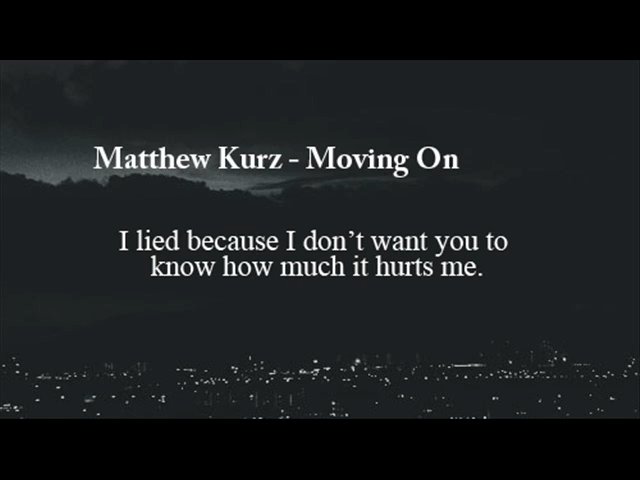 Matthew Kurz - Moving On
I lied because I don’t want you to
know how much it hurts me.